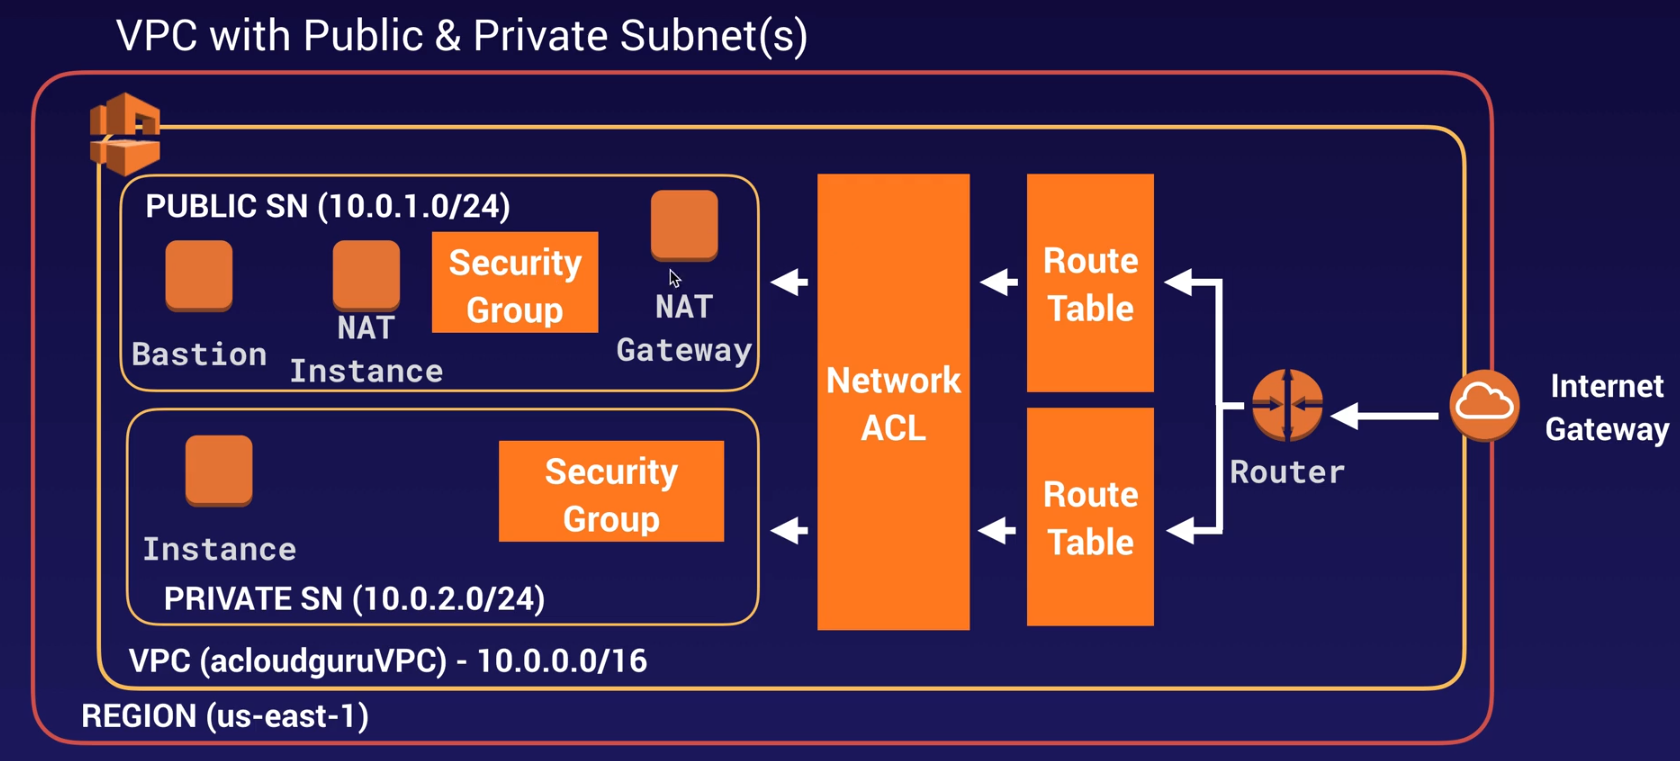 VPC with Public & Private Subnet(s)
PUBLIC SN (10.0.1.0/24)
Bastion
NAT
Instance
Security
Group
NAT
Gateway
Instance
Security
Group
PRIVATE SN (10.0.2.0/24)
Network
ACL
Route
Table
Route
Table
Router
Internet
Gateway
VPC (acloudguruVPC) - 10.0.0.0/16
REGION (us-east-1)